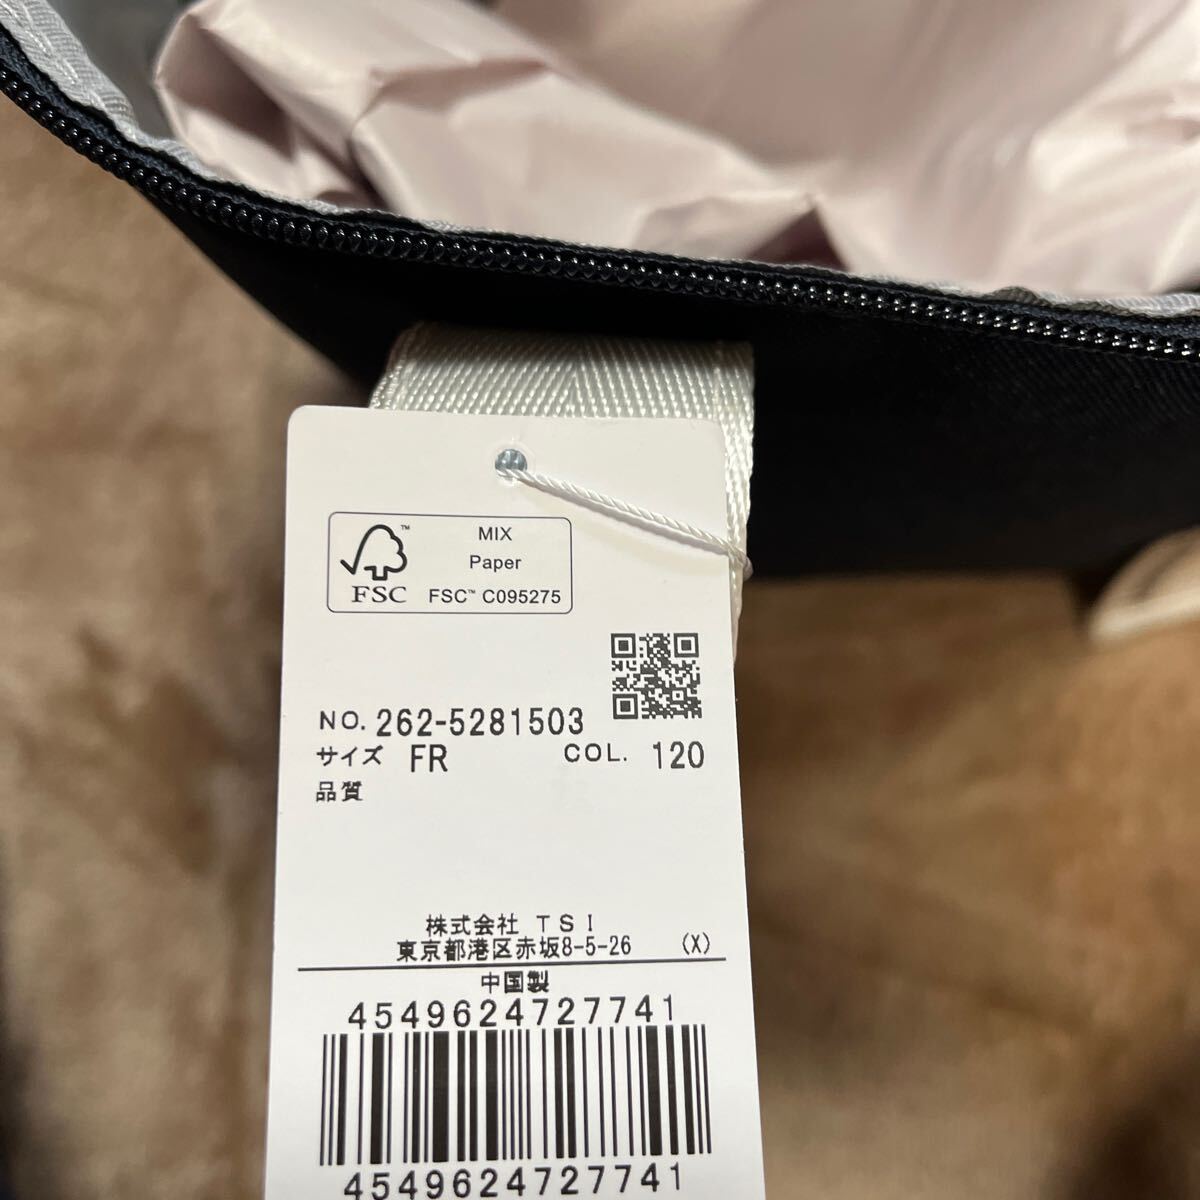 MIX
Paper
FSC™ FSC™ C095275
NO. 262-5281503
サイズ FR COL. 120
品質
株式会社 TSI
東京都港区赤坂8-5-26 (X)
中国製
4549624727741
4549624727741